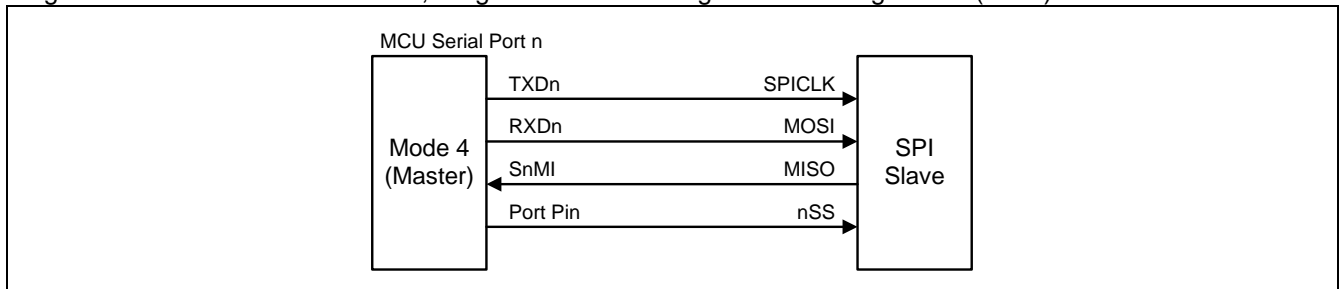 MCU Serial Port n
TXDn SPICLK
RXDn MOSI
Mode 4
(Master)
SnMI MISO
SPI
Slave
Port Pin nSS